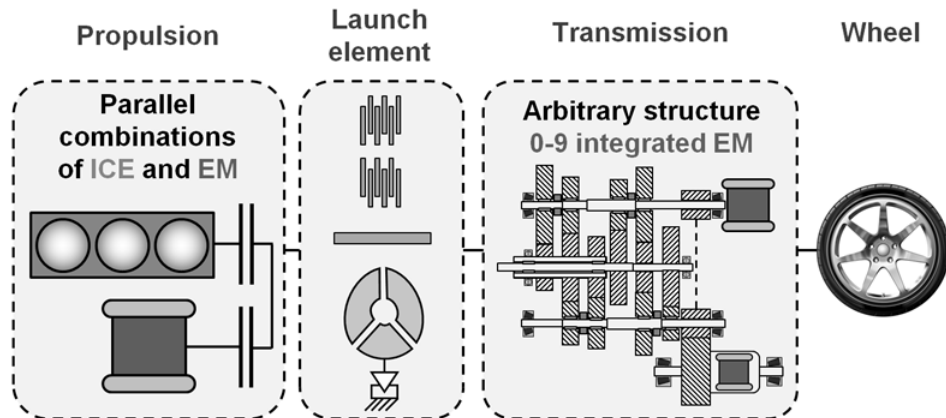 Propulsion
Launch
element
Transmission
Wheel
Parallel
combinations
of ICE and EM
Arbitrary structure
0-9 integrated EM